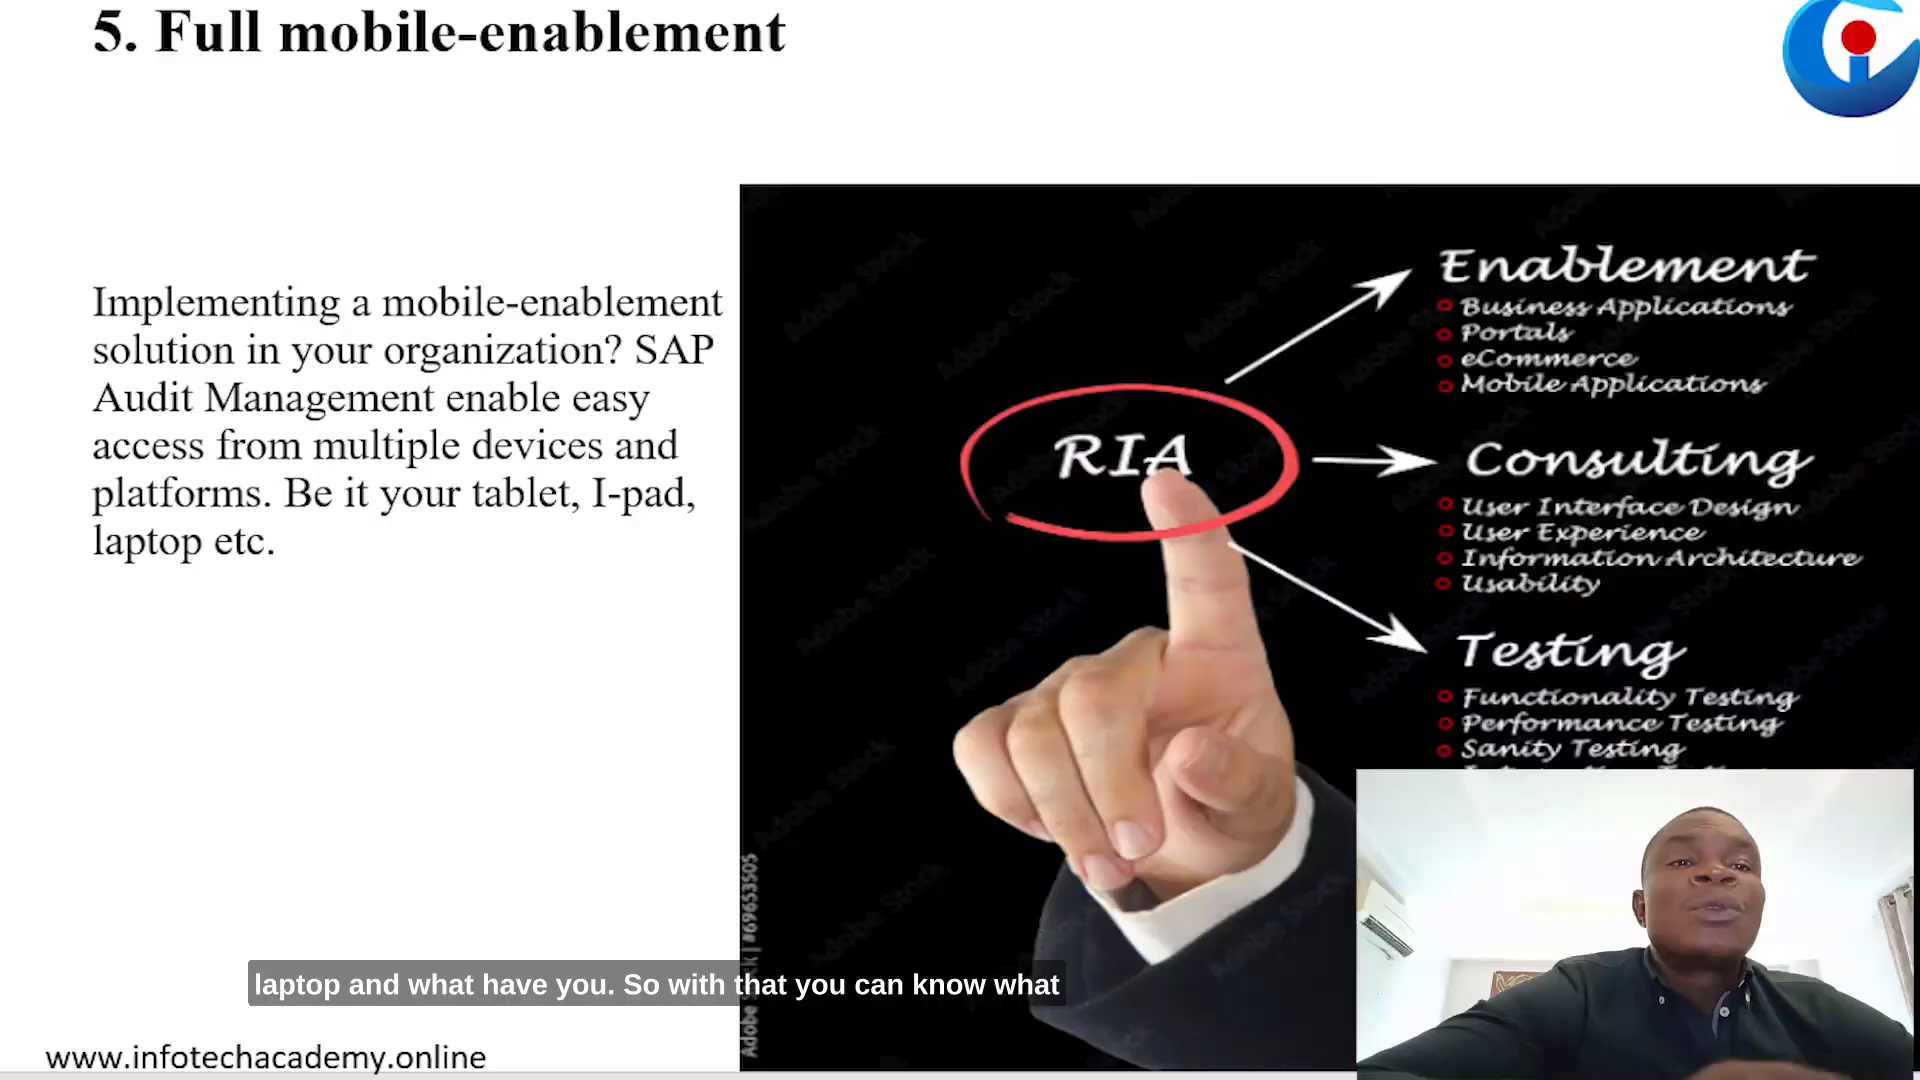 5. Full mobile-enablement
Implementing a mobile-enablement
solution in your organization? SAP
Audit Management enable easy
access from multiple devices and
platforms. Be it your tablet, I-pad,
laptop etc.
RIA
Enablement
Business Applications
Portals
eCommerce
Mobile Applications
Consulting
User Interface Design
User Experience
Information Architecture
Usability
Testing
Functionality Testing
Performance Testing
Sanity Testing
Adobe Stock | #69653505
laptop and what have you. So with that you can know what
www.infotechacademy.online